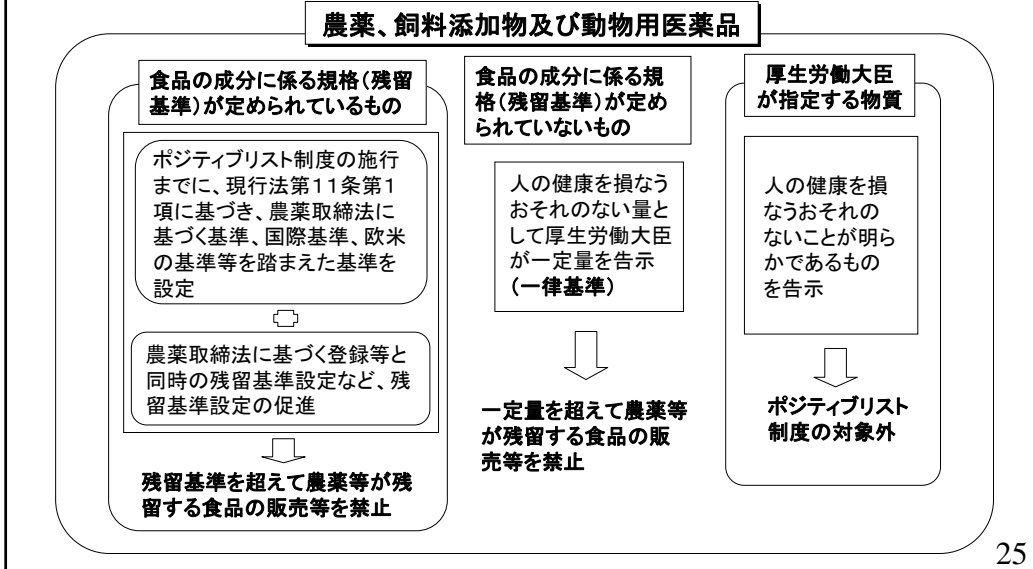 農薬、飼料添加物及び動物用医薬品
食品の成分に係る規格(残留
基準)が定められているもの
ポジティブリスト制度の施行
までに、現行法第11条第1
項に基づき、農薬取締法に
基づく基準、国際基準、欧米
の基準等を踏まえた基準を
設定
農薬取締法に基づく登録等と
同時の残留基準設定など、残
留基準設定の促進
残留基準を超えて農薬等が残
留する食品の販売等を禁止
食品の成分に係る規
格(残留基準)が定め
られていないもの
人の健康を損なう
おそれのない量と
して厚生労働大臣
が一定量を告示
(一律基準)
一定量を超えて農薬等
が残留する食品の販
売等を禁止
厚生労働大臣
が指定する物質
人の健康を損
なうおそれの
ないことが明ら
かであるもの
を告示
ポジティブリスト
制度の対象外
25